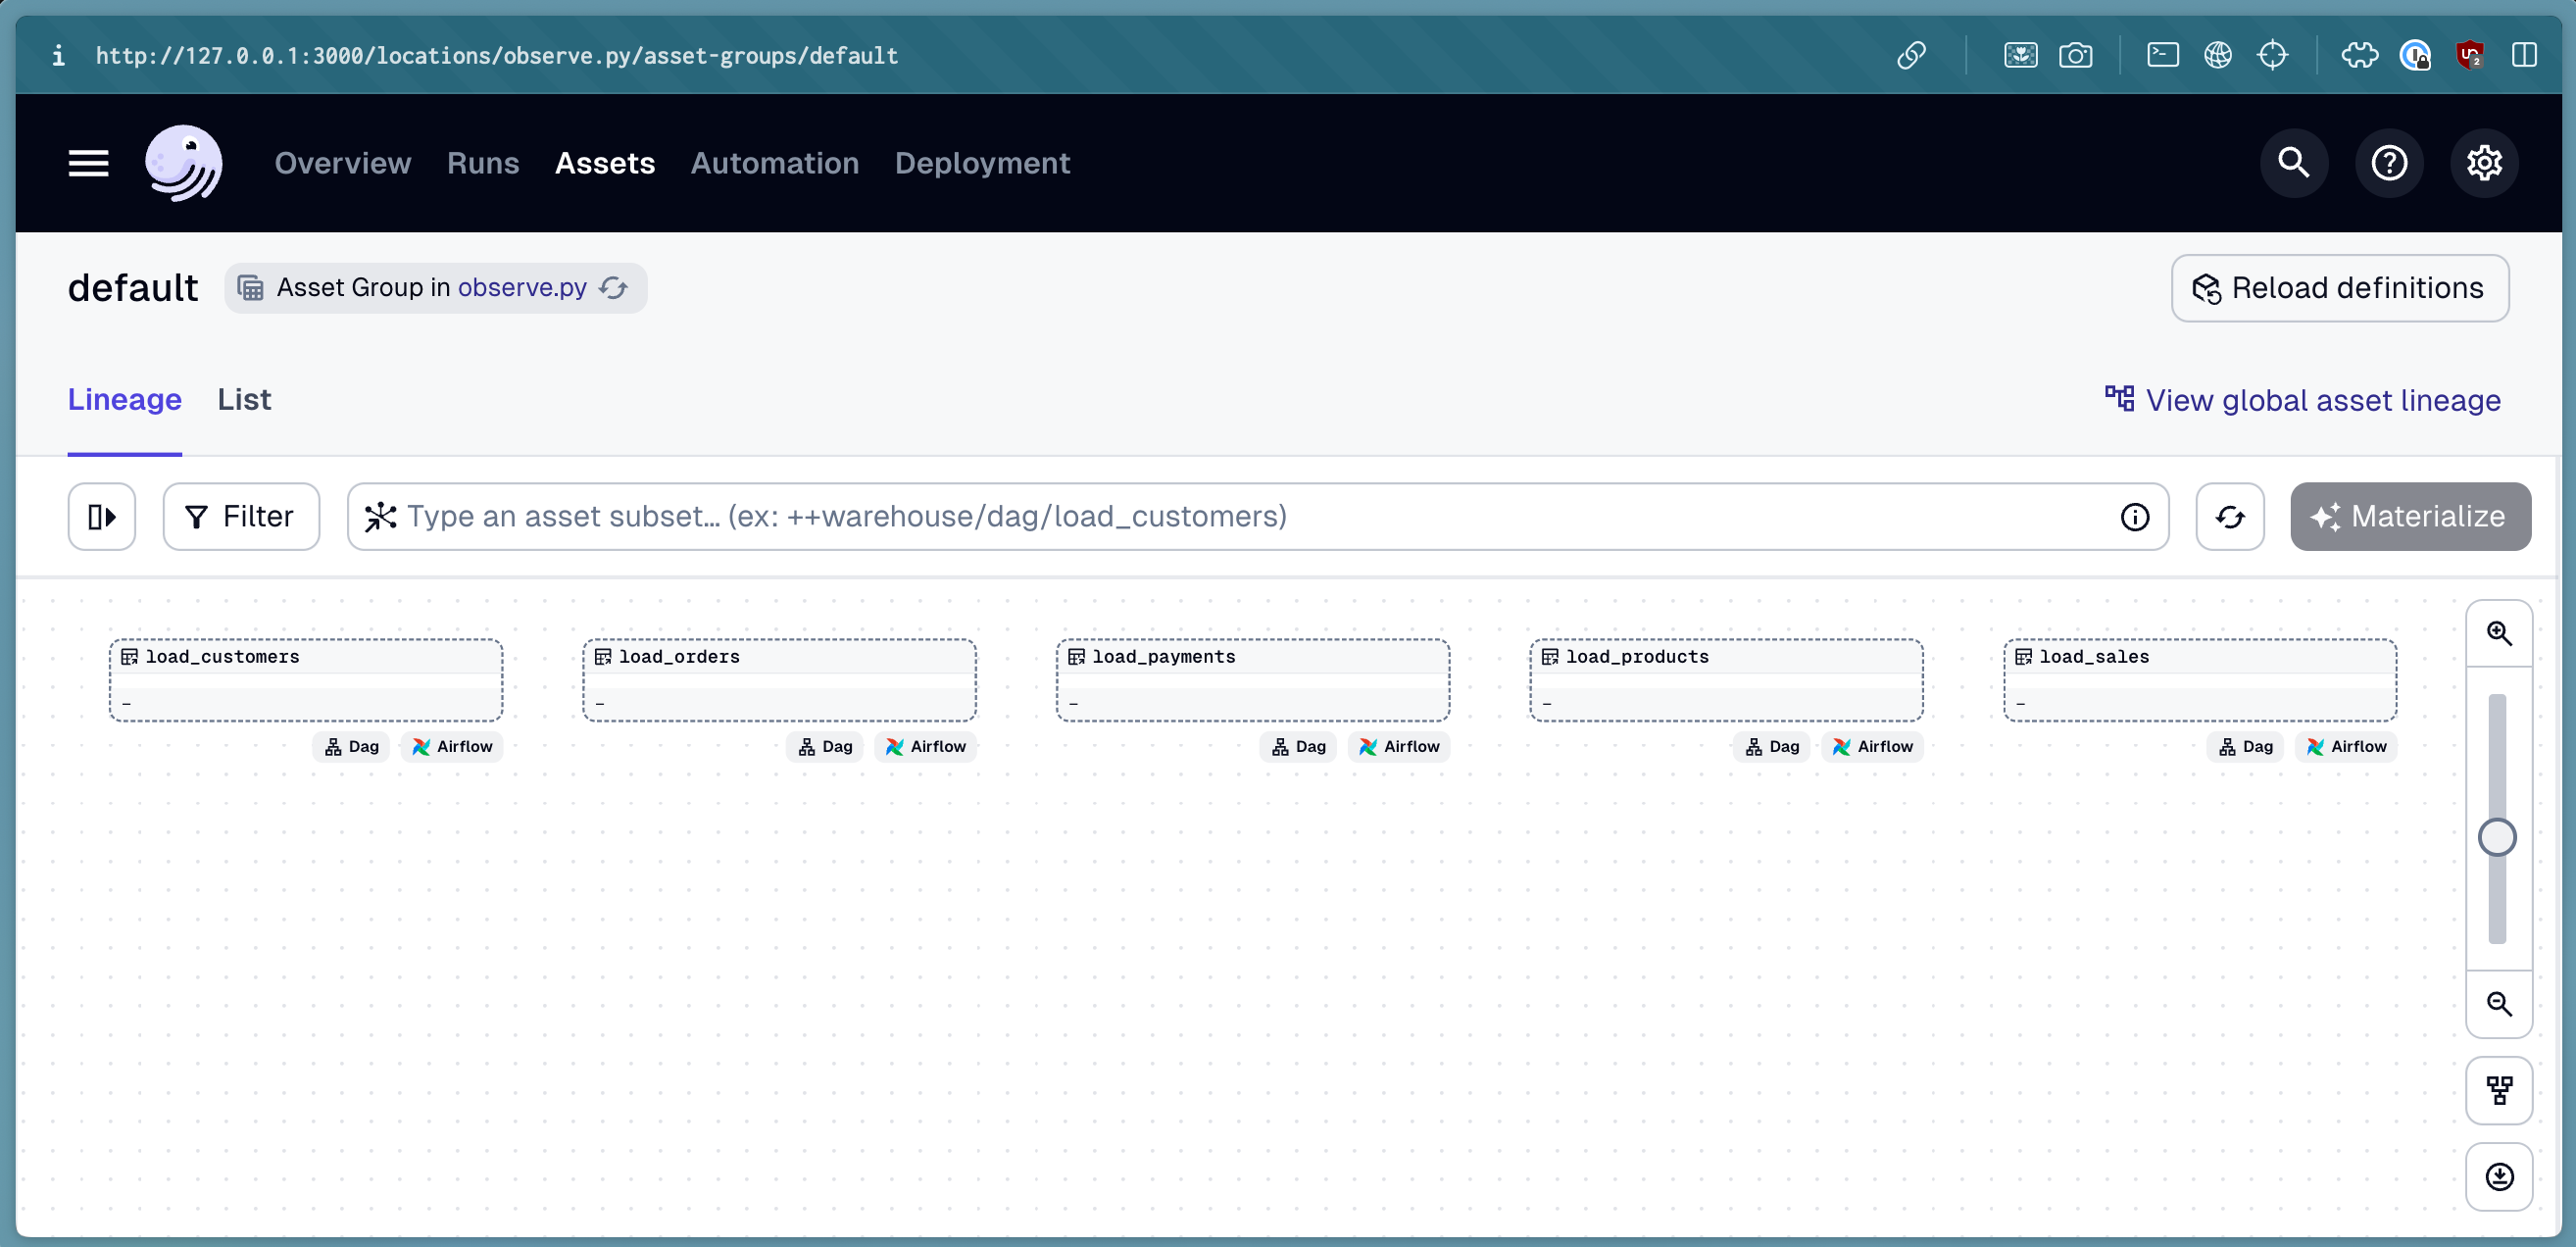 http://127.0.0.1:3000/locations/observe.py/asset-groups/default
Overview Runs Assets Automation Deployment
default Asset Group in observe.py Reload definitions
Lineage List View global asset lineage
Filter Type an asset subset... (ex: ++warehouse/dag/load_customers) Materialize
load_customers load_orders load_payments load_products load_sales
– – – – –
Dag Airflow Dag Airflow Dag Airflow Dag Airflow Dag Airflow